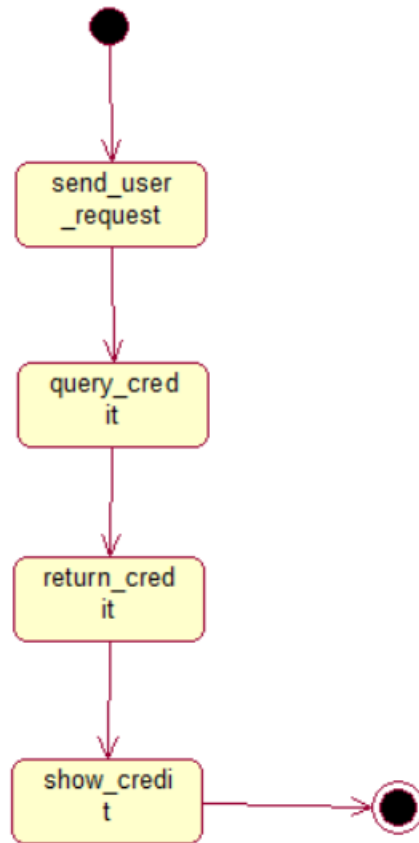 send_user
_request
query_cred
it
return_cred
it
show_credi
t